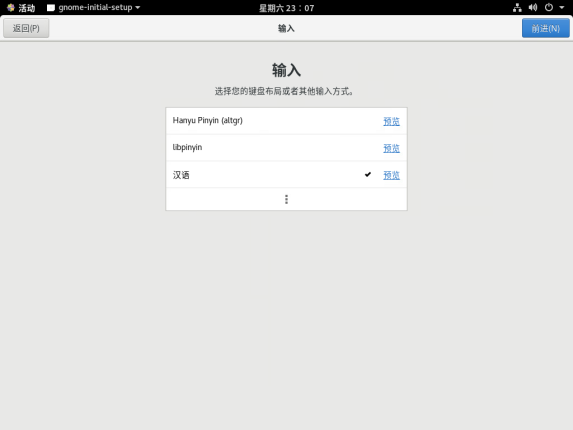 活动 gnome-initial-setup 星期六 23：07
返回(P) 输入 前进(N)
输入
选择您的键盘布局或者其他输入方式。
Hanyu Pinyin (altgr) 预览
libpinyin 预览
汉语 预览